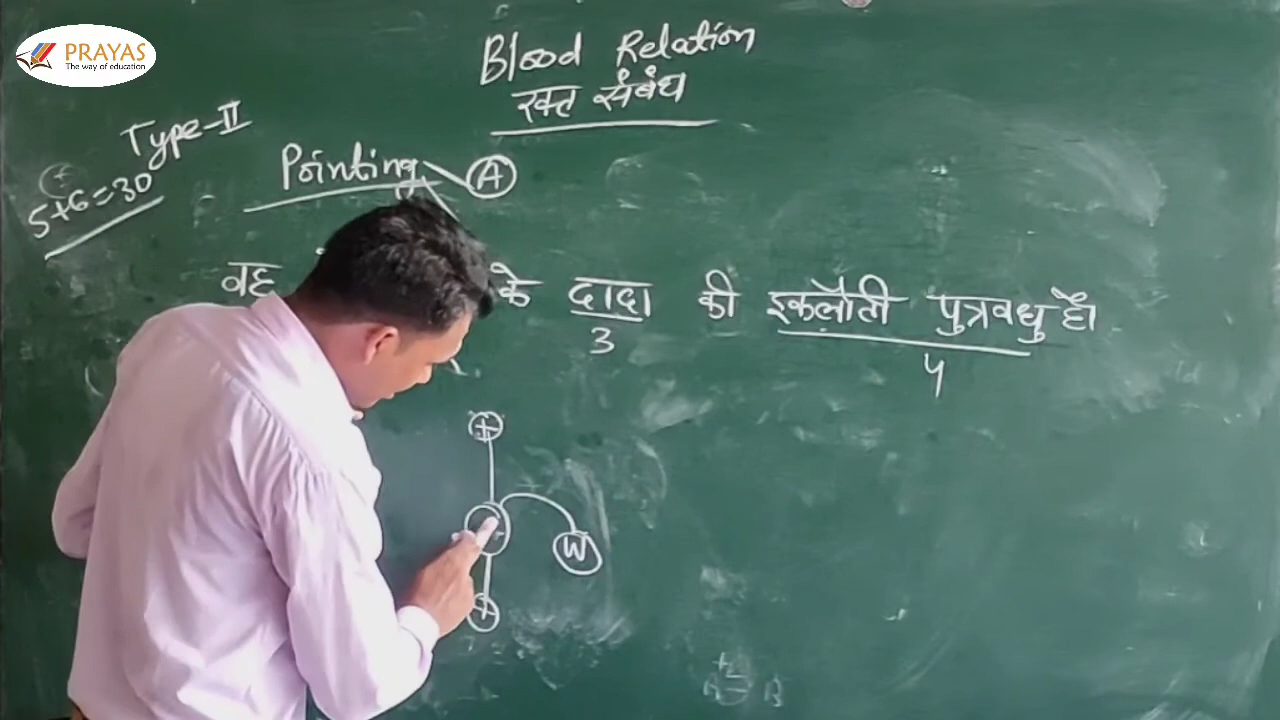 PRAYAS
The way of education
Blood Relation
रक्त संबंध
Type-II
5+6=30
Pointing A
वह के दादा की इकलौती पुत्रवधु है।
3 4
W